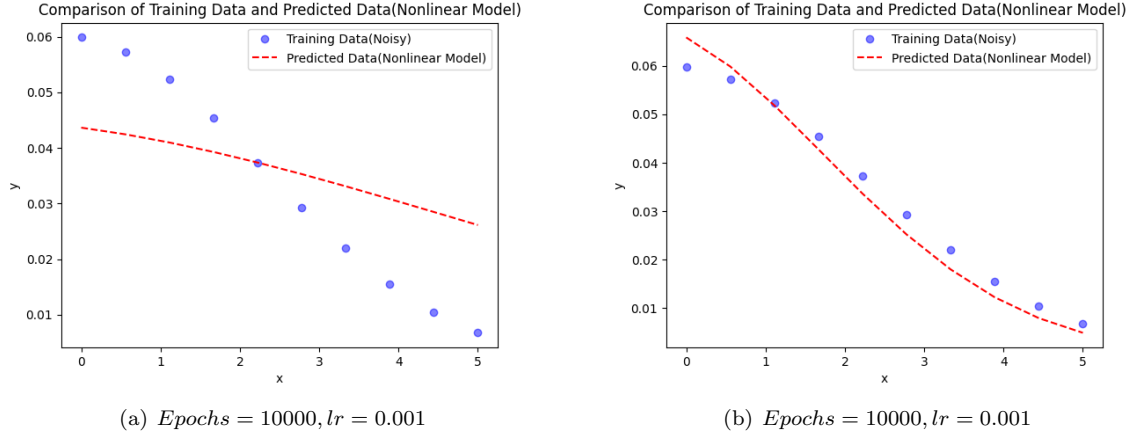 Comparison of Training Data and Predicted Data(Nonlinear Model)
Training Data(Noisy)
Predicted Data(Nonlinear Model)
0.06
0.05
0.04
0.03
0.02
0.01
y
0 1 2 3 4 5
x
(a) Epochs = 10000, lr = 0.001
Comparison of Training Data and Predicted Data(Nonlinear Model)
Training Data(Noisy)
Predicted Data(Nonlinear Model)
0.06
0.05
0.04
0.03
0.02
0.01
y
0 1 2 3 4 5
x
(b) Epochs = 10000, lr = 0.001